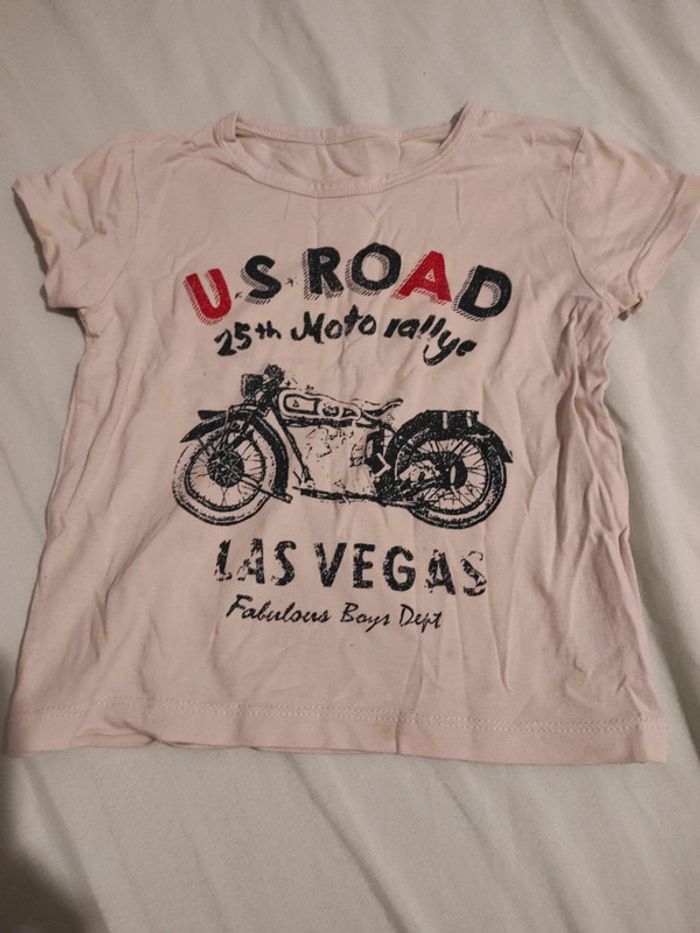 U.S. ROAD
25th Moto rallye
LAS VEGAS
Fabulous Boys Dept